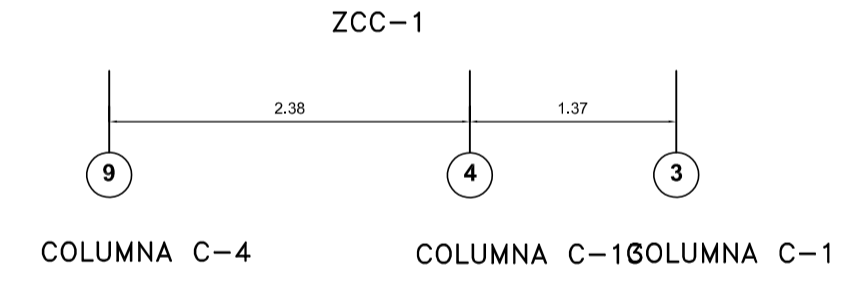 ZCC-1
2.38 1.37
9 4 3
COLUMNA C-4 COLUMNA C-1 COLUMNA C-1